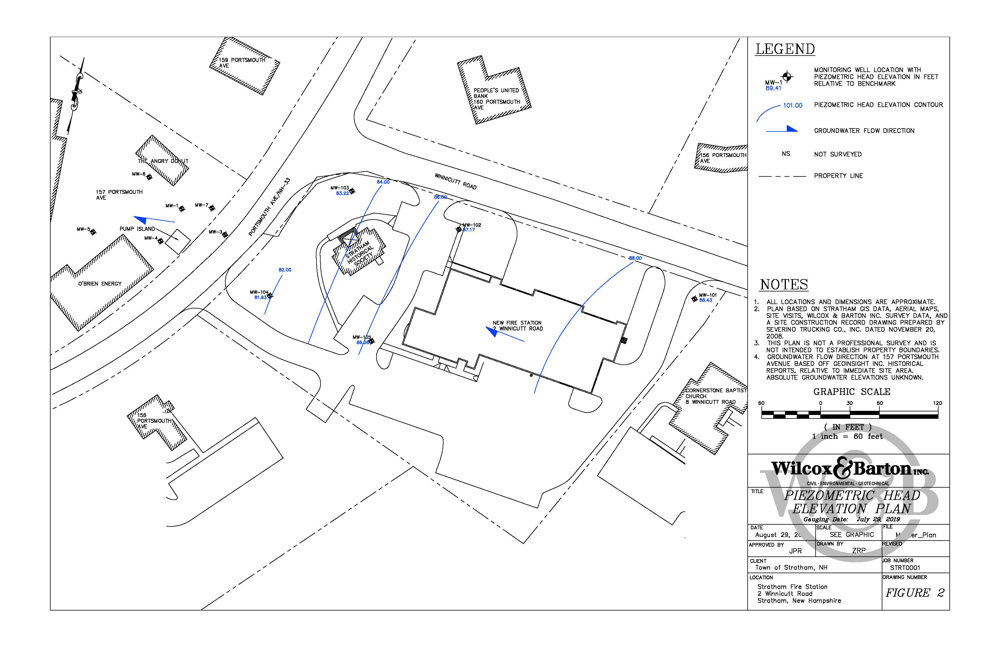 159 PORTSMOUTH
AVE
PEOPLE'S UNITED
BANK
160 PORTSMOUTH
AVE
THE ANGRY DONUT
MW-6
157 PORTSMOUTH
AVE
MW-1
MW-7
MW-5
PUMP ISLAND
MW-4
MW-3
O'BRIEN ENERGY
PORTSMOUTH AVE/NH-33
WINNICUTT ROAD
156 PORTSMOUTH
AVE
MW-103
83.22
84.00
86.00
MW-102
87.17
STRATHAM
HISTORICAL
SOCIETY
82.00
MW-104
81.93
88.00
MW-101
88.43
MW-105
86.26
NEW FIRE STATION
2 WINNICUTT ROAD
CORNERSTONE BAPTIST
CHURCH
8 WINNICUTT ROAD
156
PORTSMOUTH
AVE
LEGEND
MW-1
89.41
MONITORING WELL LOCATION WITH
PIEZOMETRIC HEAD ELEVATION IN FEET
RELATIVE TO BENCHMARK
101.00 PIEZOMETRIC HEAD ELEVATION CONTOUR
GROUNDWATER FLOW DIRECTION
NS NOT SURVEYED
PROPERTY LINE
NOTES
1. ALL LOCATIONS AND DIMENSIONS ARE APPROXIMATE.
2. PLAN BASED ON STRATHAM GIS DATA, AERIAL MAPS,
SITE VISITS, WILCOX & BARTON INC. SURVEY DATA, AND
A SITE CONSTRUCTION RECORD DRAWING PREPARED BY
SEVERINO TRUCKING CO., INC. DATED NOVEMBER 20,
2008.
3. THIS PLAN IS NOT A PROFESSIONAL SURVEY AND IS
NOT INTENDED TO ESTABLISH PROPERTY BOUNDARIES.
4. GROUNDWATER FLOW DIRECTION AT 157 PORTSMOUTH
AVENUE BASED OFF GEOINSIGHT INC. HISTORICAL
REPORTS, RELATIVE TO IMMEDIATE SITE AREA.
ABSOLUTE GROUNDWATER ELEVATIONS UNKNOWN.
GRAPHIC SCALE
60 0 30 60 120
( IN FEET )
1 inch = 60 feet
W&B
Wilcox&Barton INC.
CIVIL · ENVIRONMENTAL · GEOTECHNICAL
TITLE
PIEZOMETRIC HEAD
ELEVATION PLAN
Gauging Date: July 29, 2019
DATE
August 29,
SCALE
SEE GRAPHIC
FILE
APPROVED BY
JPR
DRAWN BY
ZRP
REVISED
CLIENT
Town of Stratham, NH
JOB NUMBER
STRT0001
LOCATION
Stratham Fire Station
2 Winnicutt Road
Stratham, New Hampshire
DRAWING NUMBER
FIGURE 2